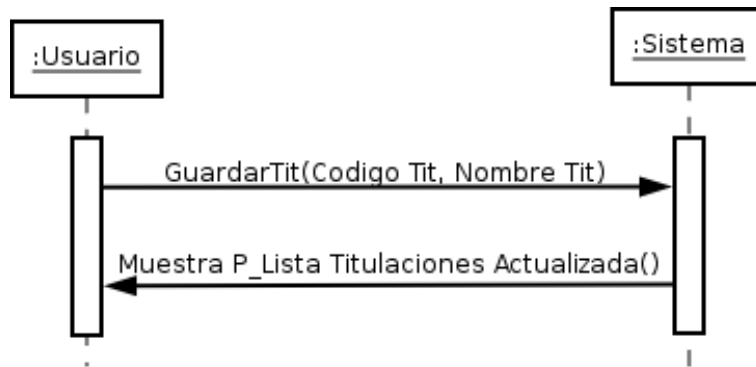 :Usuario
:Sistema
GuardarTit(Codigo Tit, Nombre Tit)
Muestra P_Lista Titulaciones Actualizada()